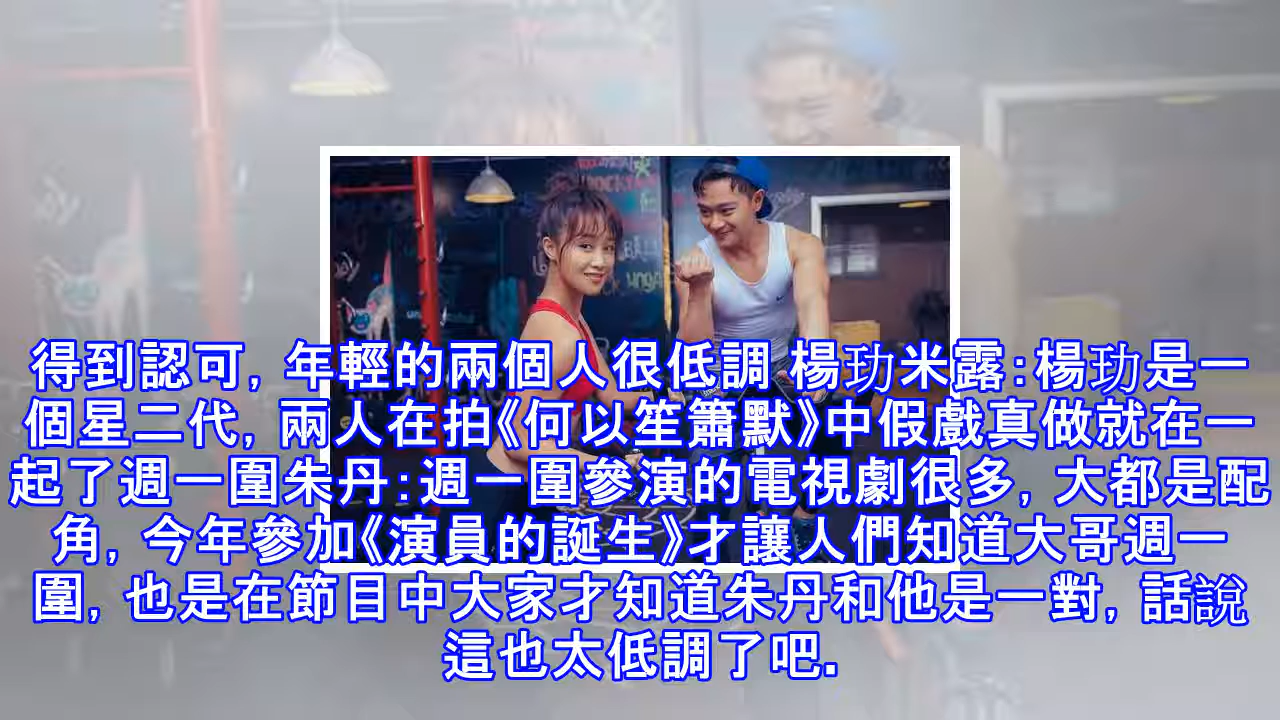 得到認可, 年輕的兩個人很低調 楊玏米露:楊玏是一
個星二代, 兩人在拍《何以笙簫默》中假戲真做就在一
起了週一圍朱丹:週一圍參演的電視劇很多, 大都是配
角, 今年參加《演員的誕生》才讓人們知道大哥週一
圍, 也是在節目中大家才知道朱丹和他是一對, 話說
這也太低調了吧.
YOGA